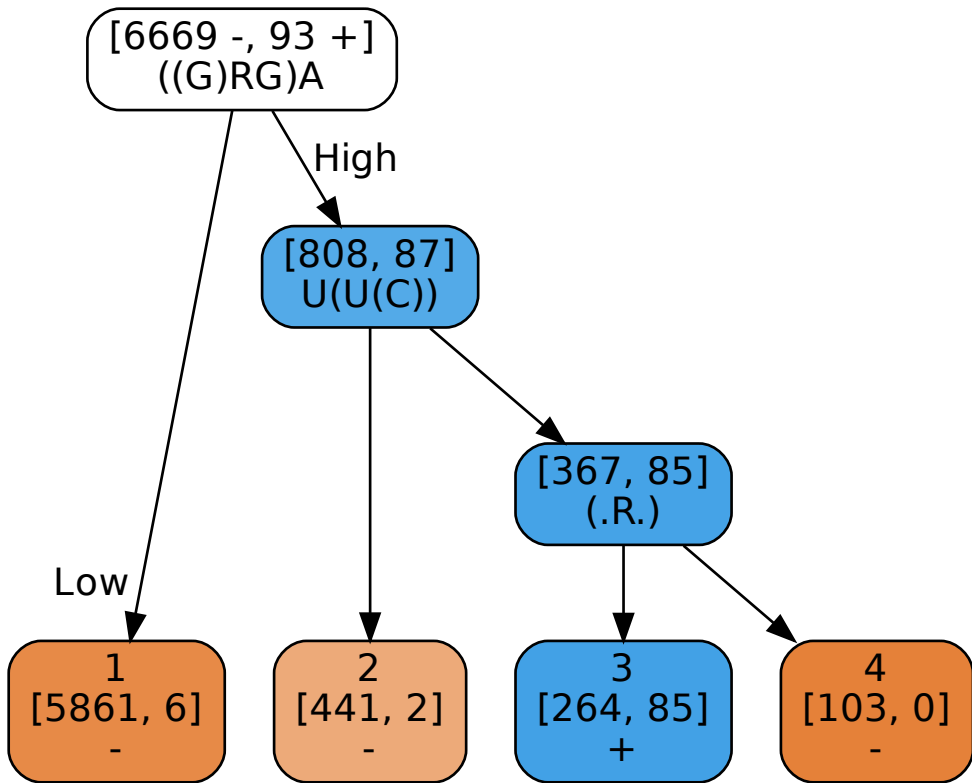 [6669 -, 93 +]
((G)RG)A
High
[808, 87]
U(U(C))
[367, 85]
(.R.)
Low
1
[5861, 6]
-
2
[441, 2]
-
3
[264, 85]
+
4
[103, 0]
-